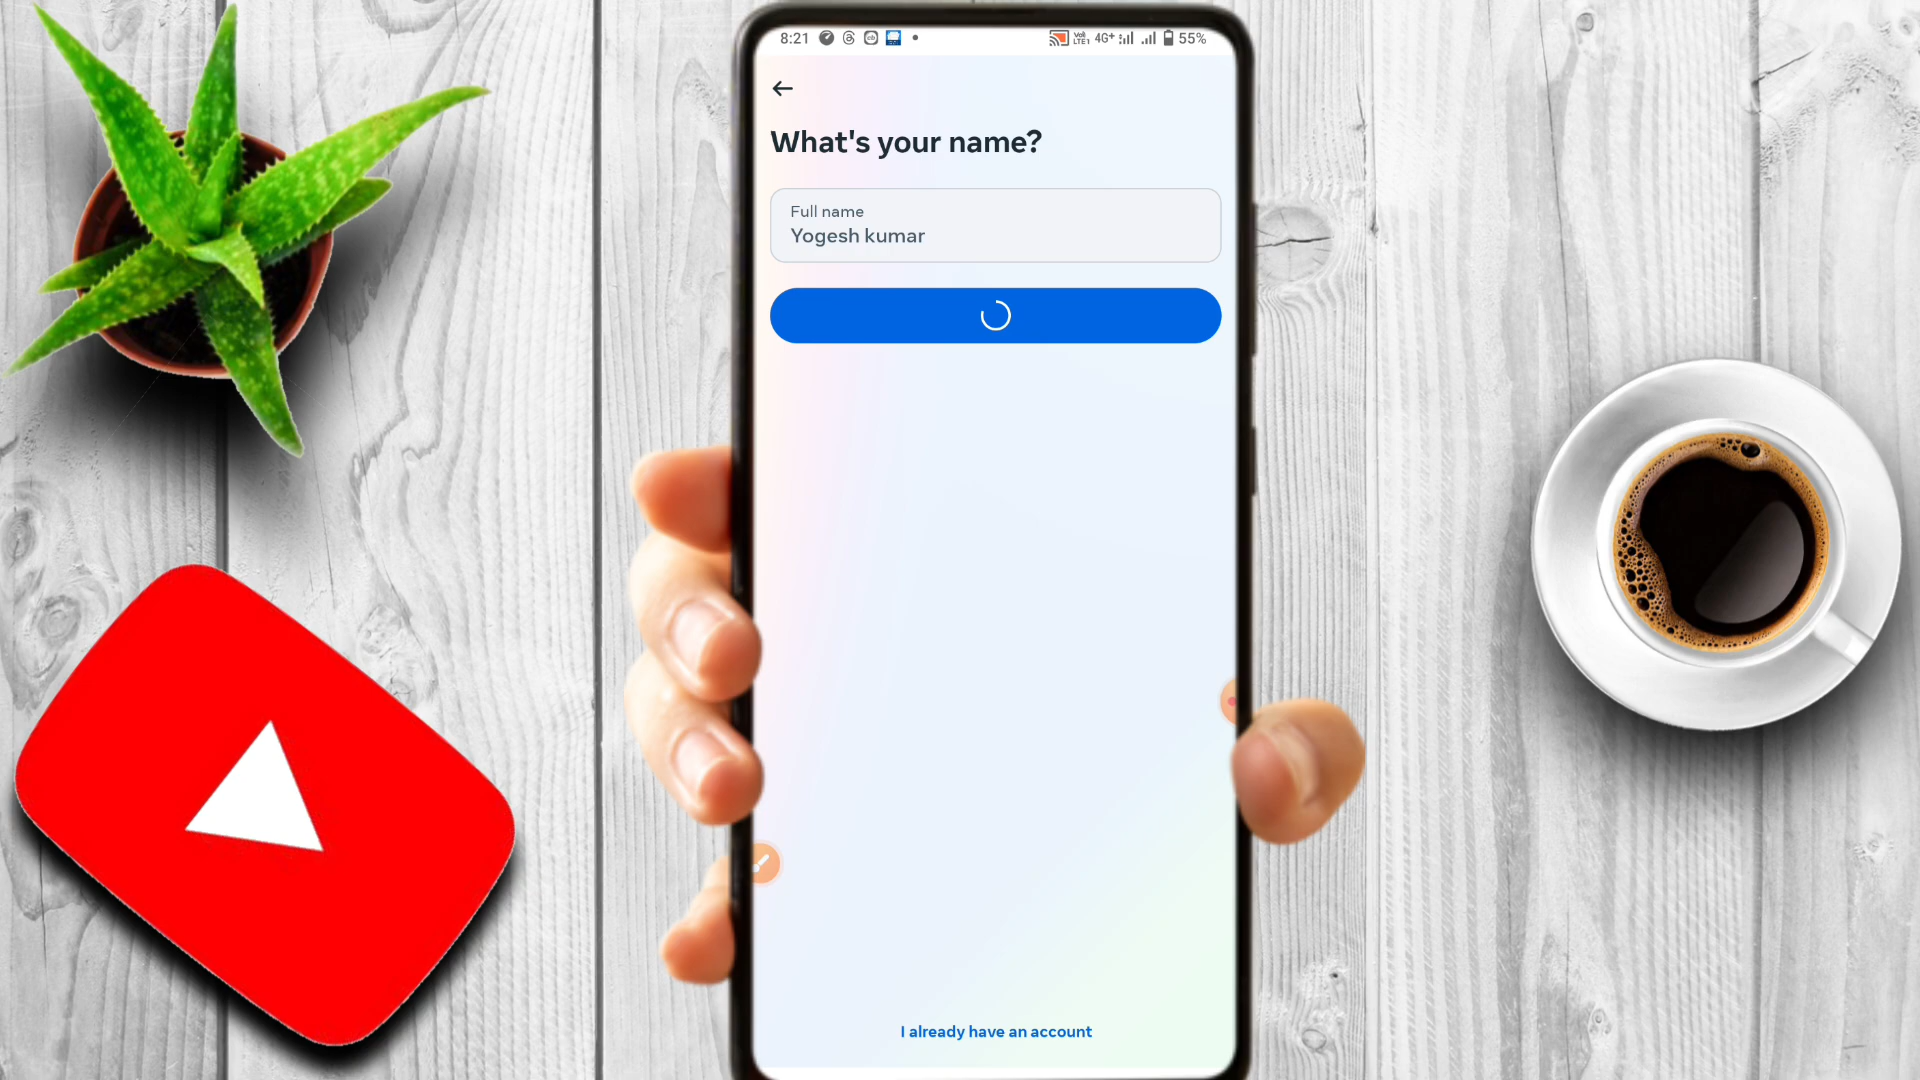 8:21 55%
4G+
What's your name?
Full name
Yogesh kumar
I already have an account